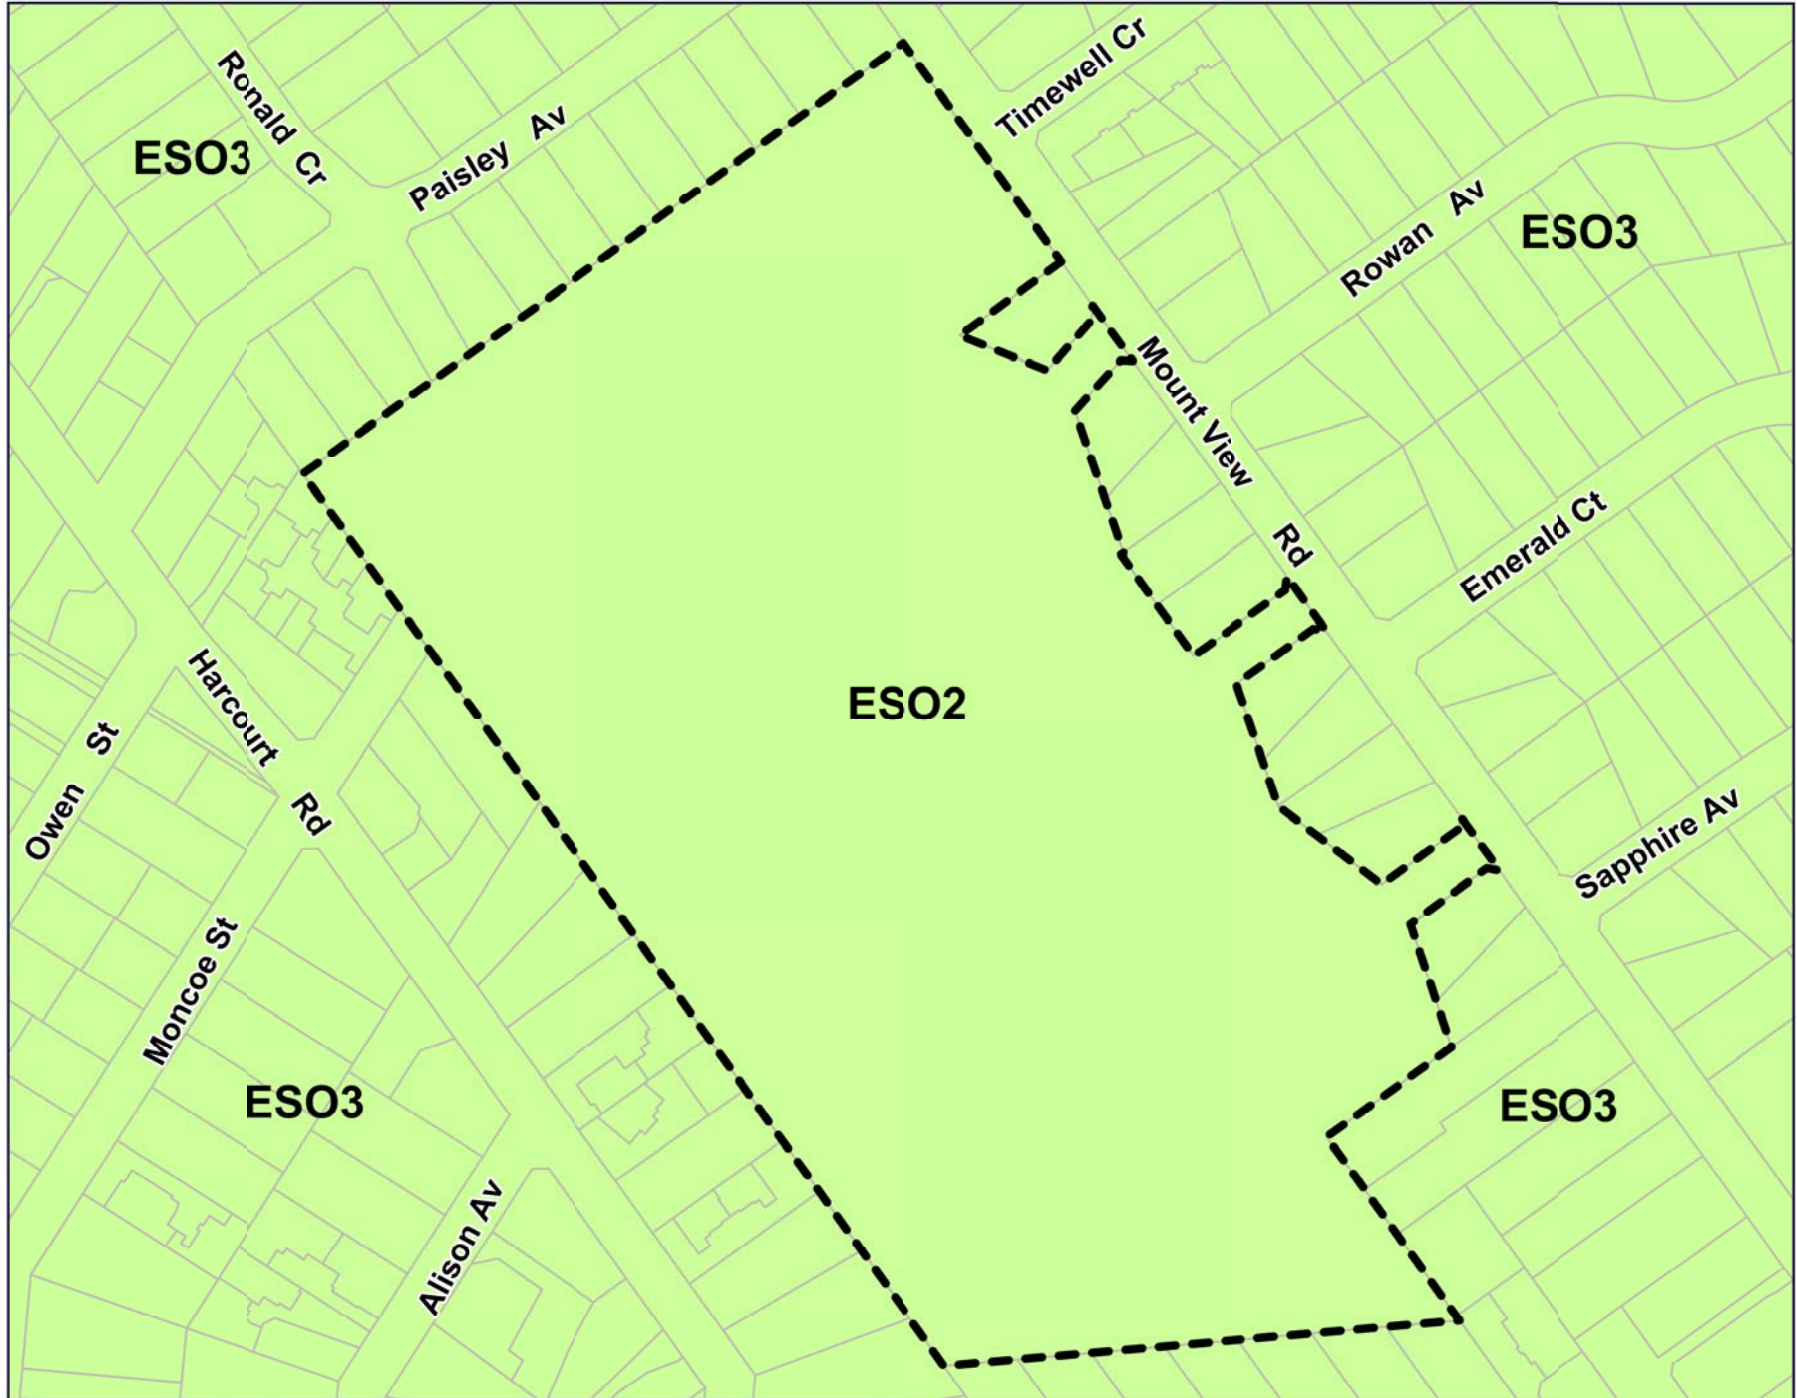 Timewell Cr
Ronald Cr
Paisley Av
ESO3
Rowan Av
ESO3
Mount View Rd
Emerald Ct
ESO2
Harcourt Rd
Owen St
Sapphire Av
Moncoe St
ESO3
ESO3
Alison Av